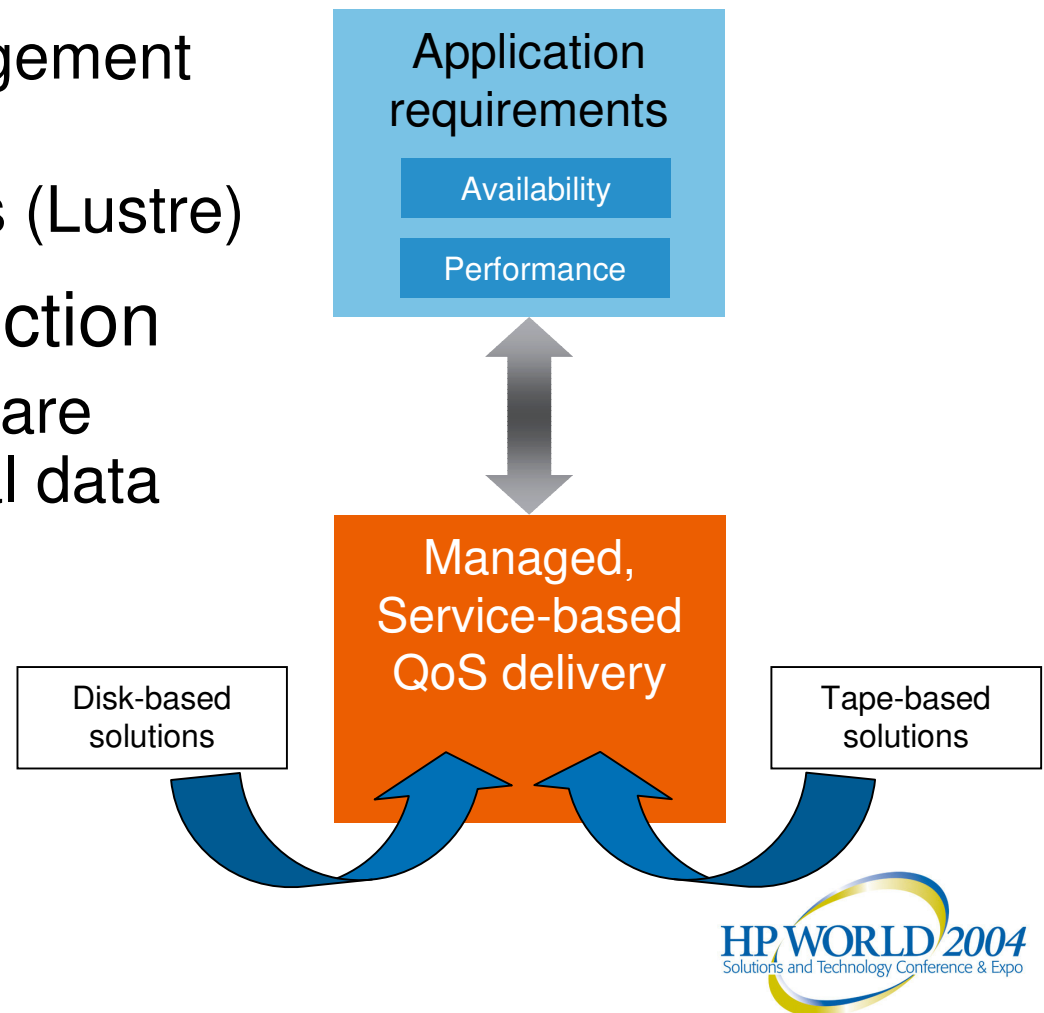 gement
s (Lustre)
ction
are
l data
Application
requirements
Availability
Performance
Managed,
Service-based
QoS delivery
Disk-based
solutions
Tape-based
solutions
HP WORLD 2004
Solutions and Technology Conference & Expo